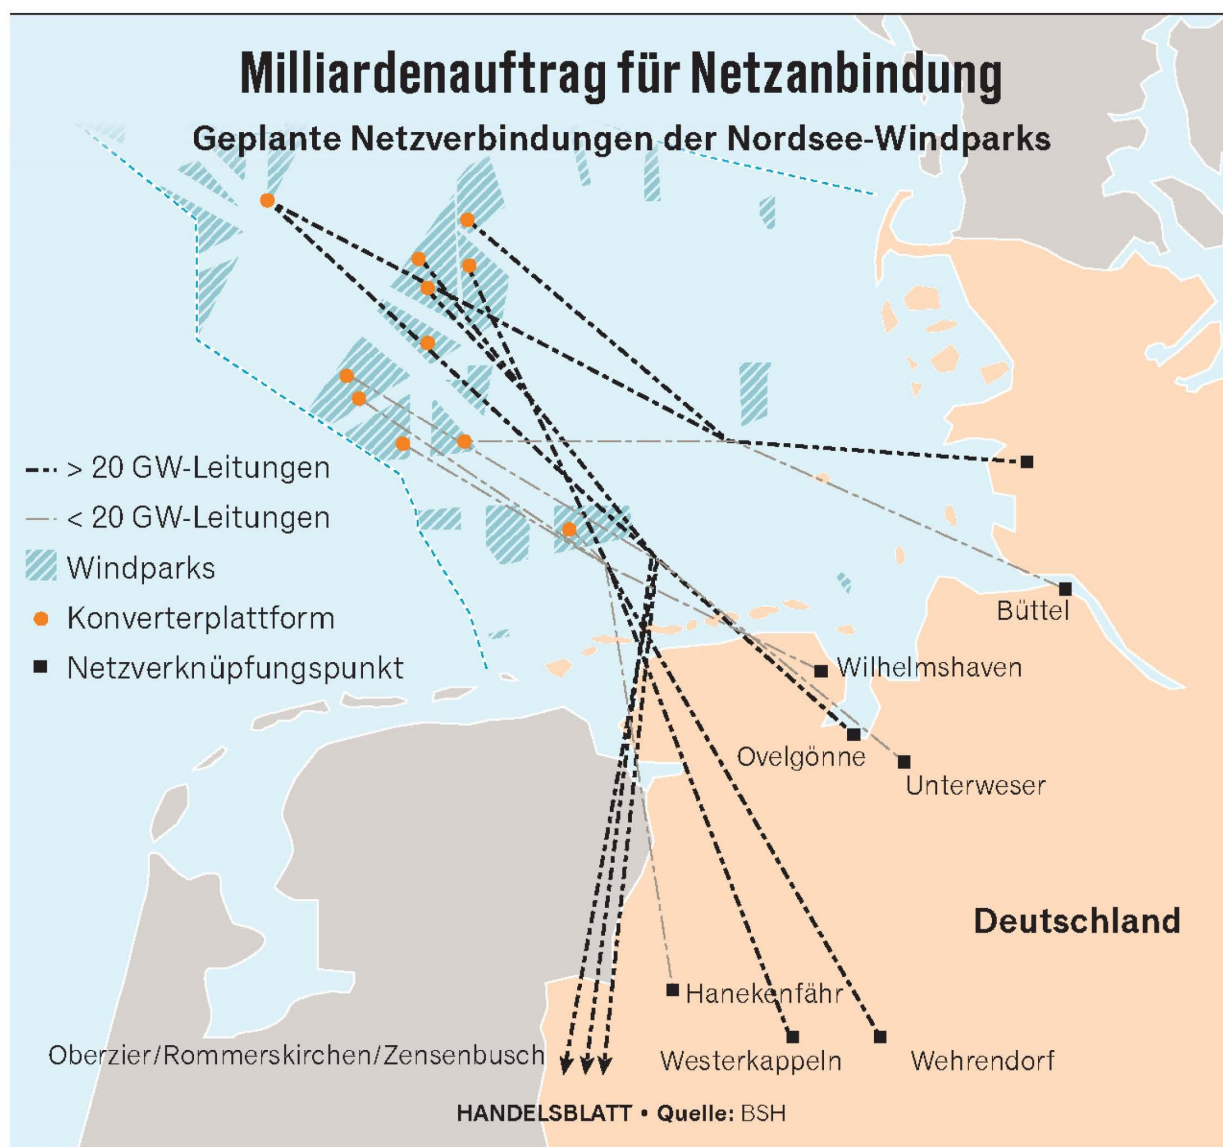 Milliardenauftrag für Netzanbindung
Geplante Netzverbindungen der Nordsee-Windparks
> 20 GW-Leitungen
< 20 GW-Leitungen
Windparks
Konverterplattform
Netzverknüpfungspunkt
Büttel
Wilhelmshaven
Ovelgönne
Unterweser
Deutschland
Hanekenfähr
Oberzier/Rommerskirchen/Zensenbusch
Westerkappeln
Wehrendorf
HANDELSBLATT • Quelle: BSH